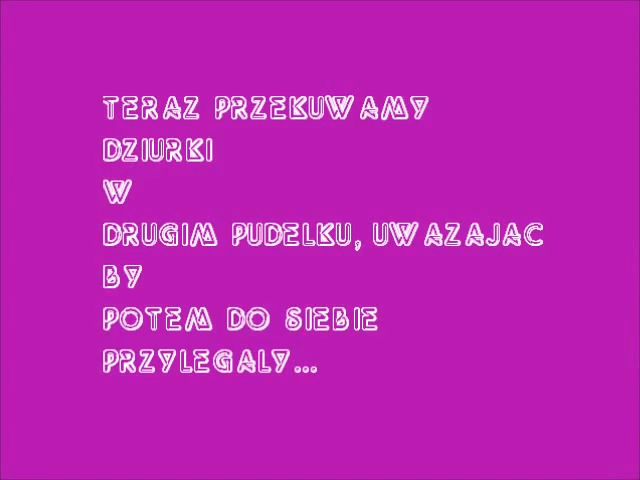 TERAZ PRZEKUWAMY
DZIURKI
W
DRUGIM PUDELKU, UWAZAJAC
BY
POTEM DO SIEBIE
PRZYLEGALY...